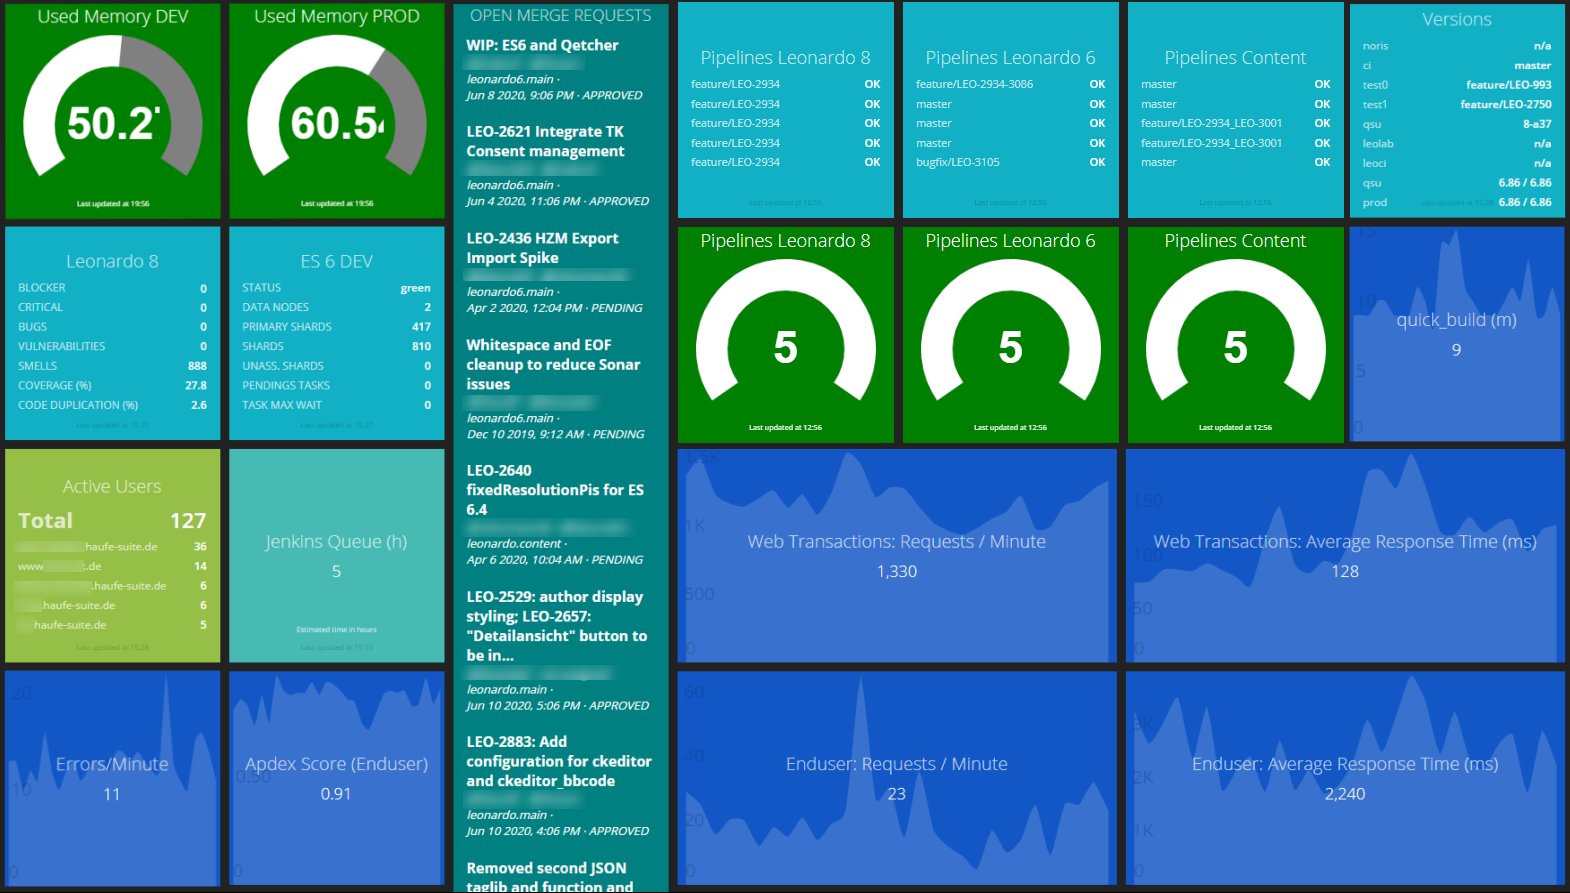 Used Memory DEV
50.2
Last updated at 19:56
Used Memory PROD
60.5
Last updated at 19:56
Leonardo 8
BLOCKER 0
CRITICAL 0
BUGS 0
VULNERABILITIES 0
SMELLS 888
COVERAGE (%) 27.8
CODE DUPLICATION (%) 2.6
Last updated at 15:10
ES 6 DEV
STATUS green
DATA NODES 2
PRIMARY SHARDS 417
SHARDS 810
UNASS. SHARDS 0
PENDINGS TASKS 0
TASK MAX WAIT 0
Last updated at 15:27
Active Users
Total 127
haufe-suite.de 36
www .de 14
.haufe-suite.de 6
haufe-suite.de 6
haufe-suite.de 5
Last updated at 15:28
Jenkins Queue (h)
5
Estimated time in hours
Last updated at 10:10
20
Errors/Minute
10
11
0
Apdex Score (Enduser)
0.50
0.91
0
OPEN MERGE REQUESTS
WIP: ES6 and Qetcher
leonardo6.main ·
Jun 8 2020, 9:06 PM · APPROVED
LEO-2621 Integrate TK
Consent management
leonardo6.main ·
Jun 4 2020, 11:06 PM · APPROVED
LEO-2436 HZM Export
Import Spike
leonardo6.main ·
Apr 2 2020, 12:04 PM · PENDING
Whitespace and EOF
cleanup to reduce Sonar
issues
leonardo6.main ·
Dec 10 2019, 9:12 AM · PENDING
LEO-2640
fixedResolutionPis for ES
6.4
leonardo.content ·
Apr 6 2020, 10:04 AM · PENDING
LEO-2529: author display
styling; LEO-2657:
"Detailansicht" button to
be in...
leonardo.main ·
Jun 10 2020, 5:06 PM · APPROVED
LEO-2883: Add
configuration for ckeditor
and ckeditor_bbcode
leonardo.main ·
Jun 10 2020, 4:06 PM · APPROVED
Removed second JSON
taglib and function and
Pipelines Leonardo 8
feature/LEO-2934 OK
feature/LEO-2934 OK
feature/LEO-2934 OK
feature/LEO-2934 OK
feature/LEO-2934 OK
Last updated at 12:56
Pipelines Leonardo 6
feature/LEO-2934-3086 OK
master OK
master OK
master OK
bugfix/LEO-3105 OK
Last updated at 12:56
Pipelines Content
master OK
master OK
feature/LEO-2934_LEO-3001 OK
feature/LEO-2934_LEO-3001 OK
master OK
Last updated at 12:56
Versions
noris n/a
ci master
test0 feature/LEO-993
test1 feature/LEO-2750
qsu 8-a37
leolab n/a
leoci n/a
qsu 6.86 / 6.86
prod 6.86 / 6.86
Last updated at 15:28
Pipelines Leonardo 8
5
Last updated at 12:56
Pipelines Leonardo 6
5
Last updated at 12:56
Pipelines Content
5
Last updated at 12:56
15
10
quick_build (m)
9
5
0
1.5K
1K
Web Transactions: Requests / Minute
1,330
500
0
150
Web Transactions: Average Response Time (ms)
100
128
50
0
60
40
Enduser: Requests / Minute
23
20
0
3K
Enduser: Average Response Time (ms)
2K
2,240
1K
0